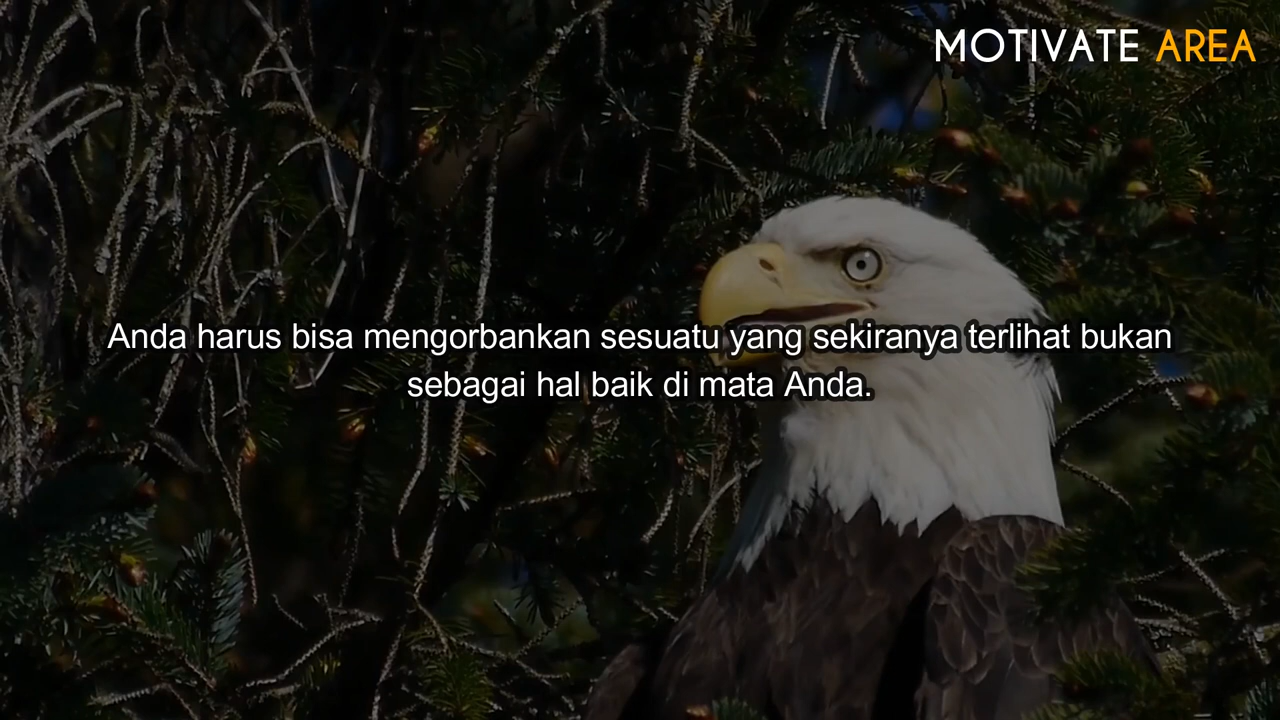 MOTIVATE AREA
Anda harus bisa mengorbankan sesuatu yang sekiranya terlihat bukan
sebagai hal baik di mata Anda.